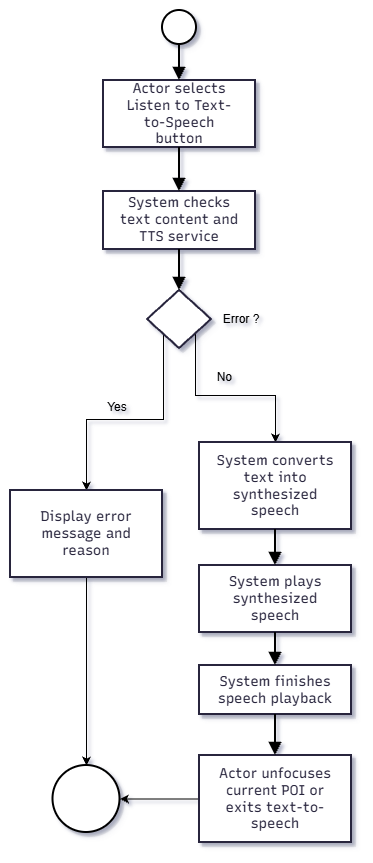 Actor selects
Listen to Text-
to-Speech
button
System checks
text content and
TTS service
Error ?
No
Yes
System converts
text into
synthesized
speech
Display error
message and
reason
System plays
synthesized
speech
System finishes
speech playback
Actor unfocuses
current POI or
exits text-to-
speech